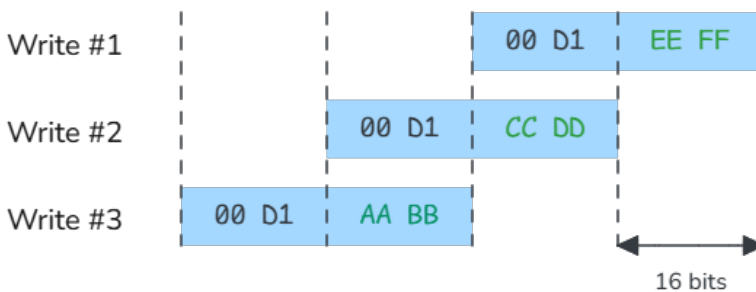 Write #1 00 D1 EE FF
Write #2 00 D1 CC DD
Write #3 00 D1 AA BB
16 bits